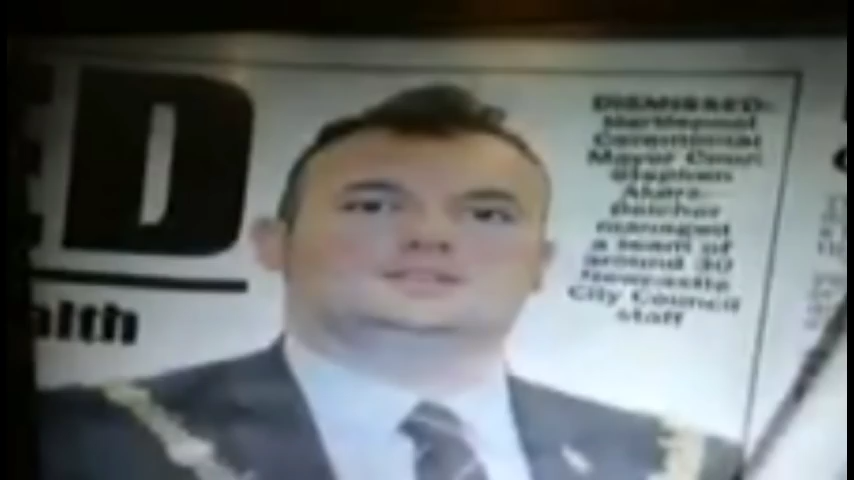 ED
alth
DISMISSED:
Hartlepool
Ceremonial
Mayor Coun
Stephen
Akers-
Belcher
managed
a team of
around 30
Newcastle
City Council
staff